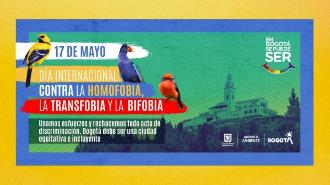 17 DE MAYO
DÍA INTERNACIONAL
CONTRA LA HOMOFOBIA,
LA TRANSFOBIA Y LA BIFOBIA
Unamos esfuerzos y rechacemos todo acto de
discriminación. Bogotá debe ser una ciudad
equitativa e incluyente
EN
BOGOTÁ
SE PUEDE
SER
BOGOTÁ